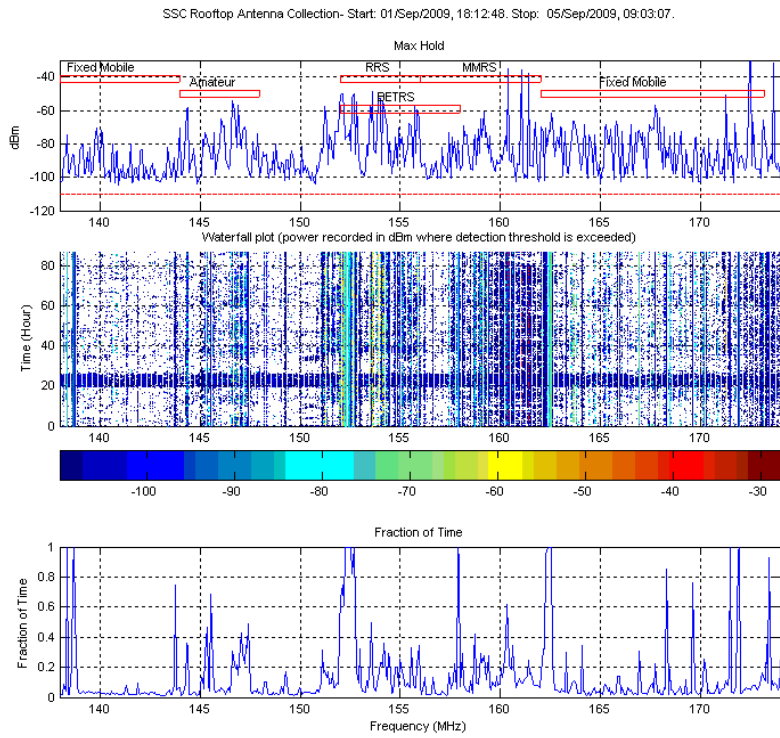 SSC Rooftop Antenna Collection- Start: 01/Sep/2009, 18:12:48. Stop: 05/Sep/2009, 09:03:07.
Max Hold
Fixed Mobile
RRS
MMRS
Amateur
Fixed Mobile
BETRS
dBm
-40
-60
-80
-100
-120
140 145 150 155 160 165 170
Waterfall plot (power recorded in dBm where detection threshold is exceeded)
Time (Hour)
80
60
40
20
0
140 145 150 155 160 165 170
-100 -90 -80 -70 -60 -50 -40 -30
Fraction of Time
Fraction of Time
1
0.8
0.6
0.4
0.2
0
140 145 150 155 160 165 170
Frequency (MHz)